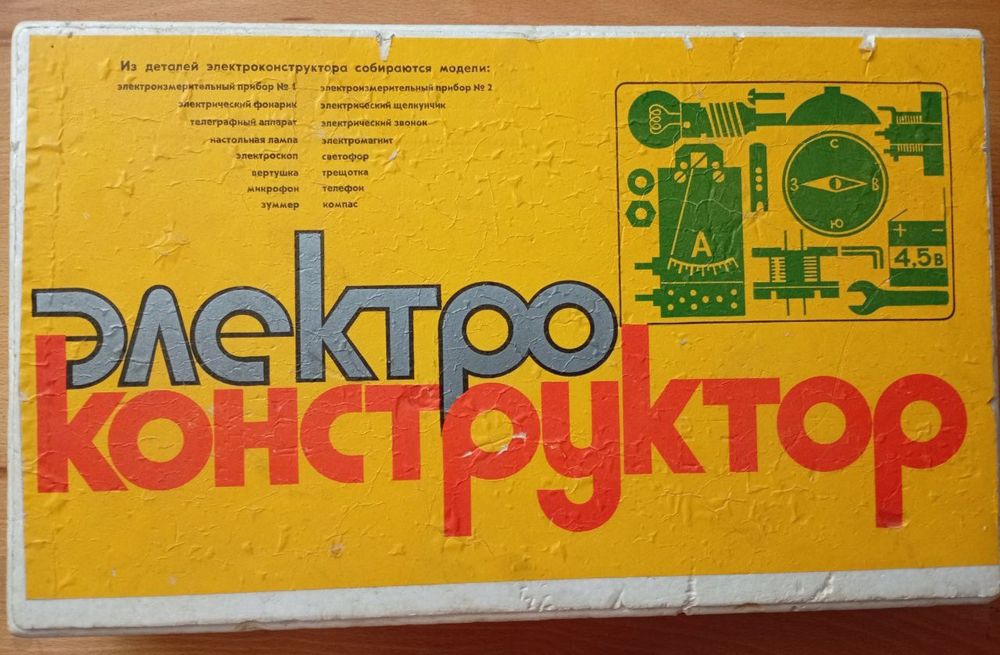 Из деталей электроконструктора собираются модели:
электроизмерительный прибор № 1
электрический фонарик
телеграфный аппарат
настольная лампа
электроскоп
вертушка
микрофон
зуммер
электроизмерительный прибор № 2
электрический щелкунчик
электрический звонок
электромагнит
светофор
трещотка
телефон
компас
С
З В
Ю
А
+ −
4,5в
электро
конструктор